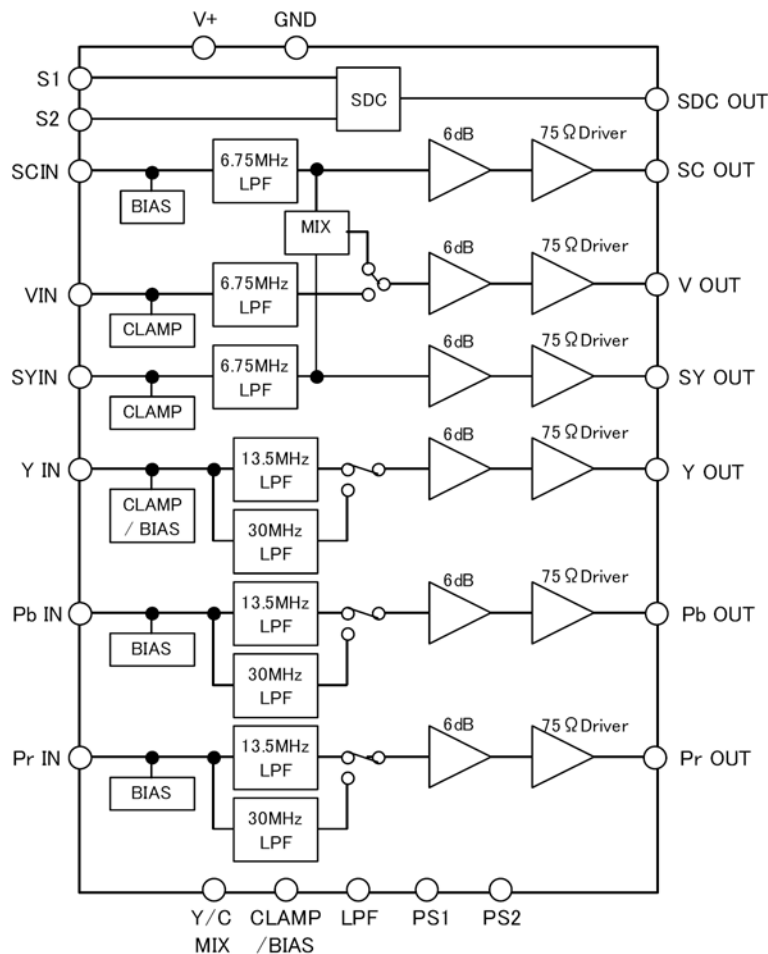 V+ GND
S1
SDC
SDC OUT
S2
6dB 75ΩDriver
SCIN
6.75MHz
LPF
SC OUT
BIAS
MIX
6dB 75ΩDriver
VIN
6.75MHz
LPF
V OUT
CLAMP
6dB 75ΩDriver
SYIN
6.75MHz
LPF
SY OUT
CLAMP
6dB 75ΩDriver
Y IN
13.5MHz
LPF
Y OUT
CLAMP
/ BIAS
30MHz
LPF
6dB 75ΩDriver
Pb IN
13.5MHz
LPF
Pb OUT
BIAS
30MHz
LPF
6dB 75ΩDriver
Pr IN
13.5MHz
LPF
Pr OUT
BIAS
30MHz
LPF
Y/C CLAMP LPF PS1 PS2
MIX /BIAS